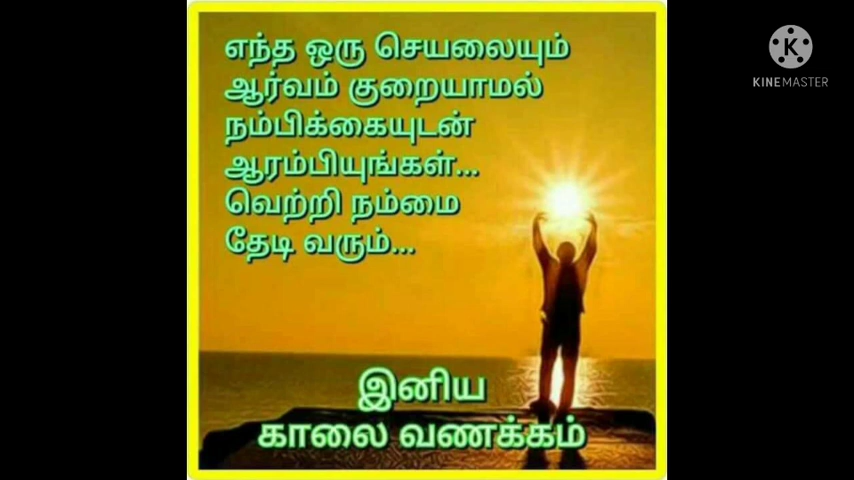 எந்த ஒரு செயலையும்
ஆர்வம் குறையாமல்
நம்பிக்கையுடன்
ஆரம்பியுங்கள்...
வெற்றி நம்மை
தேடி வரும்...
இனிய
காலை வணக்கம்
K
KINEMASTER